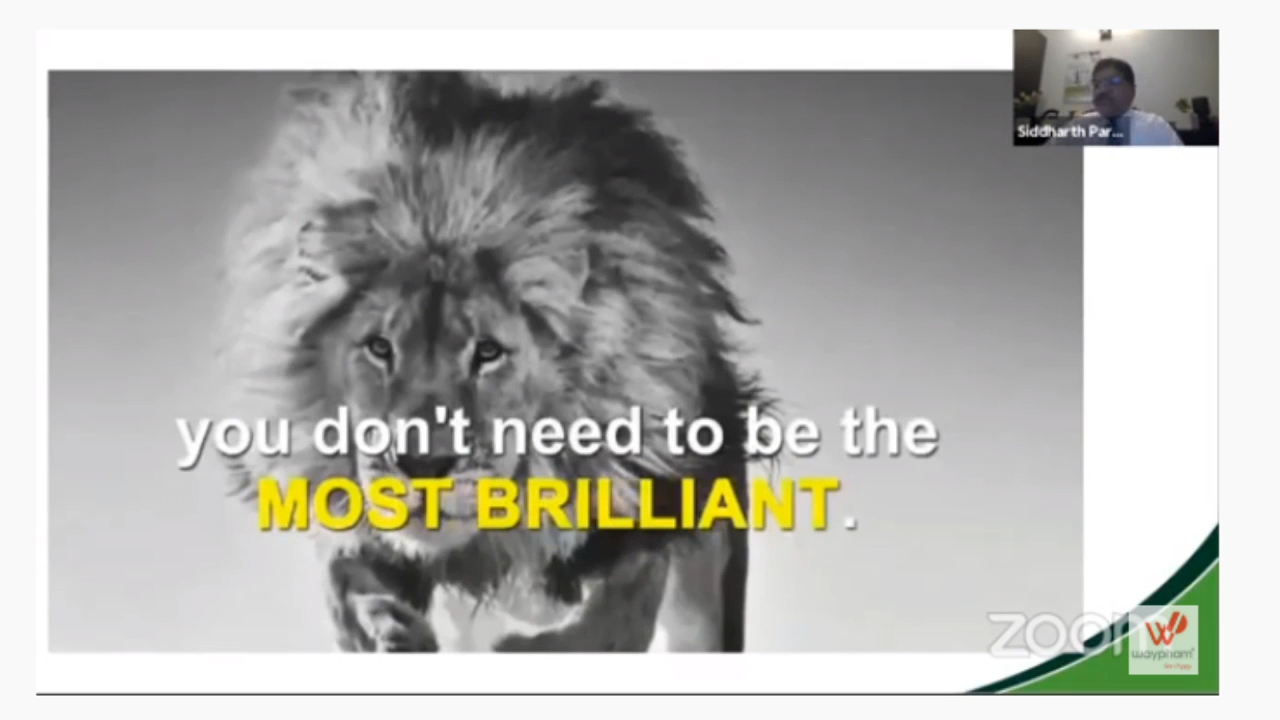 Siddharth Par...
you don't need to be the
MOST BRILLIANT.
zoom